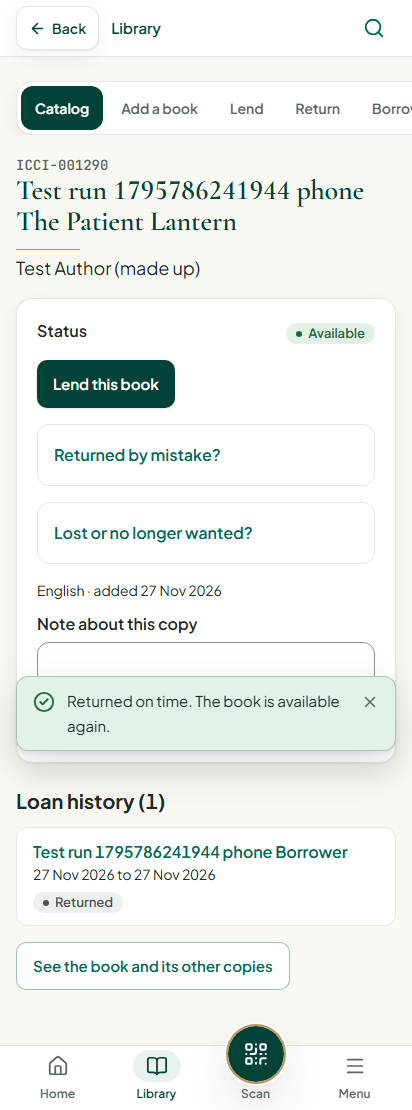 Back
Library
Catalog
Add a book
Lend
Return
ICCI-001290
Test run 1795786241944 phone
The Patient Lantern
Test Author (made up)
Status
Available
Lend this book
Returned by mistake?
Lost or no longer wanted?
English · added 27 Nov 2026
Note about this copy
Returned on time. The book is available
again.
Loan history (1)
Test run 1795786241944 phone Borrower
27 Nov 2026 to 27 Nov 2026
Returned
See the book and its other copies
Home
Library
Scan
Menu